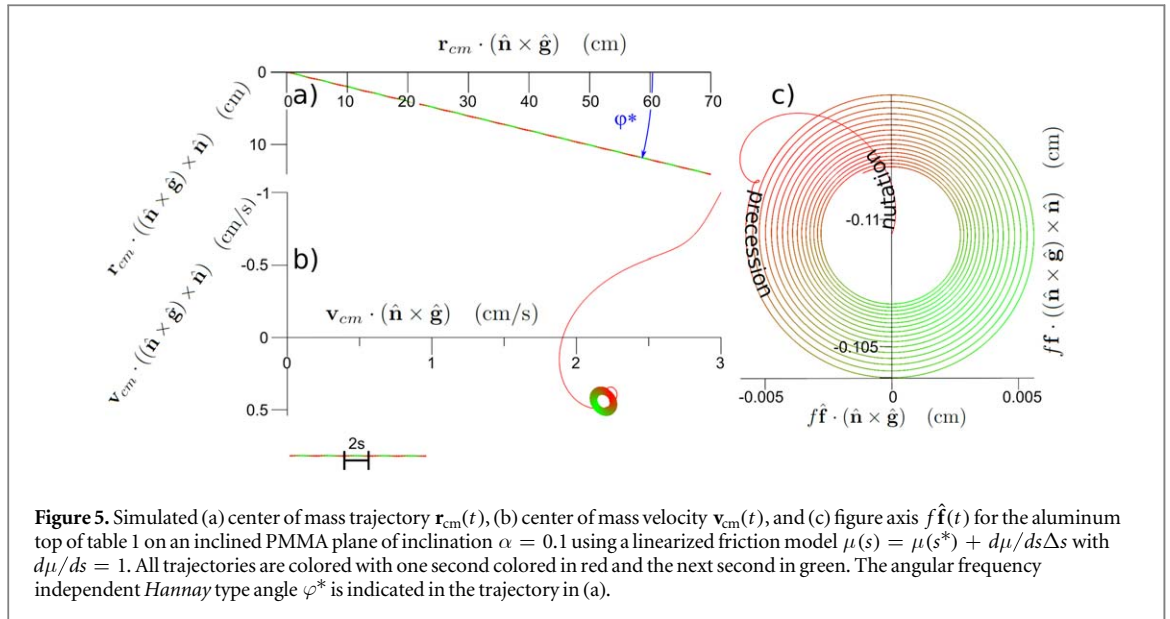 r_cm · (n̂ × ĝ) (cm)
0
0 10 20 30 40 50 60 70
a)
10
φ*
r_cm · ((n̂ × ĝ) × n̂) (cm)
-1
-0.5
b)
v_cm · (n̂ × ĝ) (cm/s)
0
0 1 2 3
0.5
v_cm · ((n̂ × ĝ) × n̂) (cm/s)
2s
c)
nutation
precession
-0.11
-0.105
-0.005 0 0.005
f f̂ · (n̂ × ĝ) (cm)
f f̂ · ((n̂ × ĝ) × n̂) (cm)
Figure 5. Simulated (a) center of mass trajectory r_cm(t), (b) center of mass velocity v_cm(t), and (c) figure axis f f̂(t) for the aluminum
top of table 1 on an inclined PMMA plane of inclination α = 0.1 using a linearized friction model μ(s) = μ(s*) + dμ/dsΔs with
dμ/ds = 1. All trajectories are colored with one second colored in red and the next second in green. The angular frequency
independent Hannay type angle φ* is indicated in the trajectory in (a).